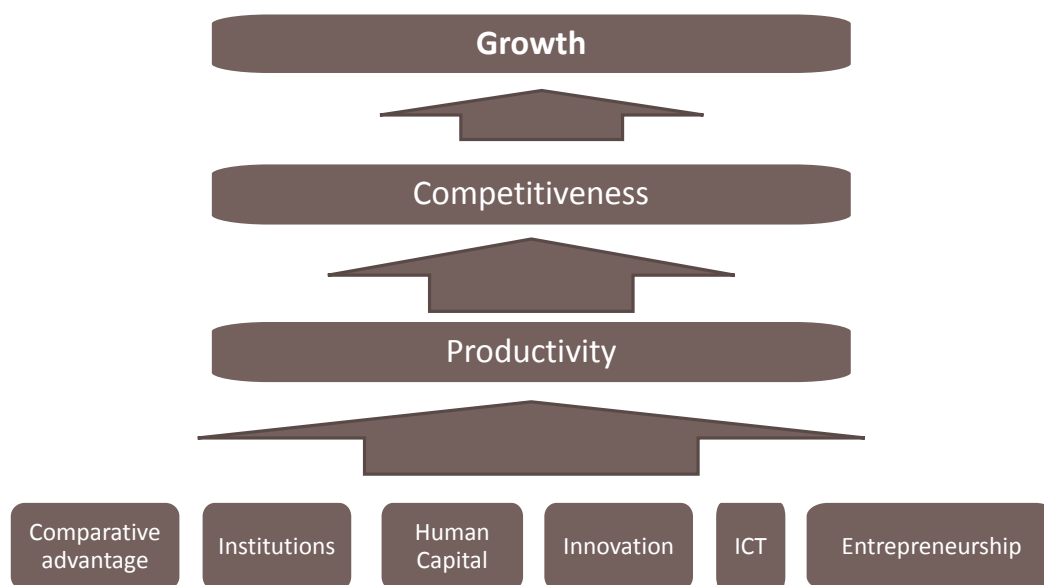 Growth
Competitiveness
Productivity
Comparative
advantage
Institutions
Human
Capital
Innovation
ICT
Entrepreneurship